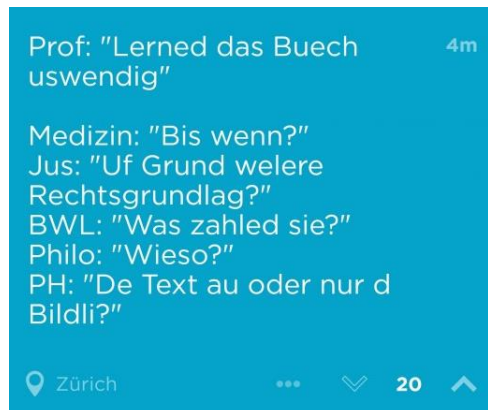 Prof: "Lerned das Buech
4m
uswendig"
Medizin: "Bis wenn?"
Jus: "Uf Grund welere
Rechtsgrundlag?"
BWL: "Was zahled sie?"
Philo: "Wieso?"
PH: "De Text au oder nur d
Bildli?"
Zürich
20